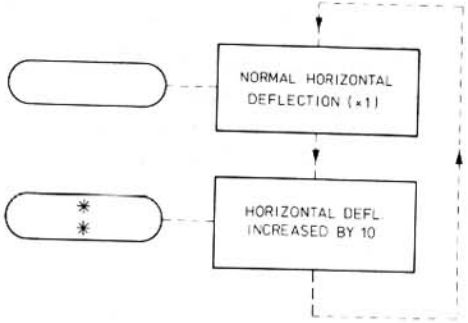 NORMAL HORIZONTAL
DEFLECTION (×1)
*
*
HORIZONTAL DEFL.
INCREASED BY 10